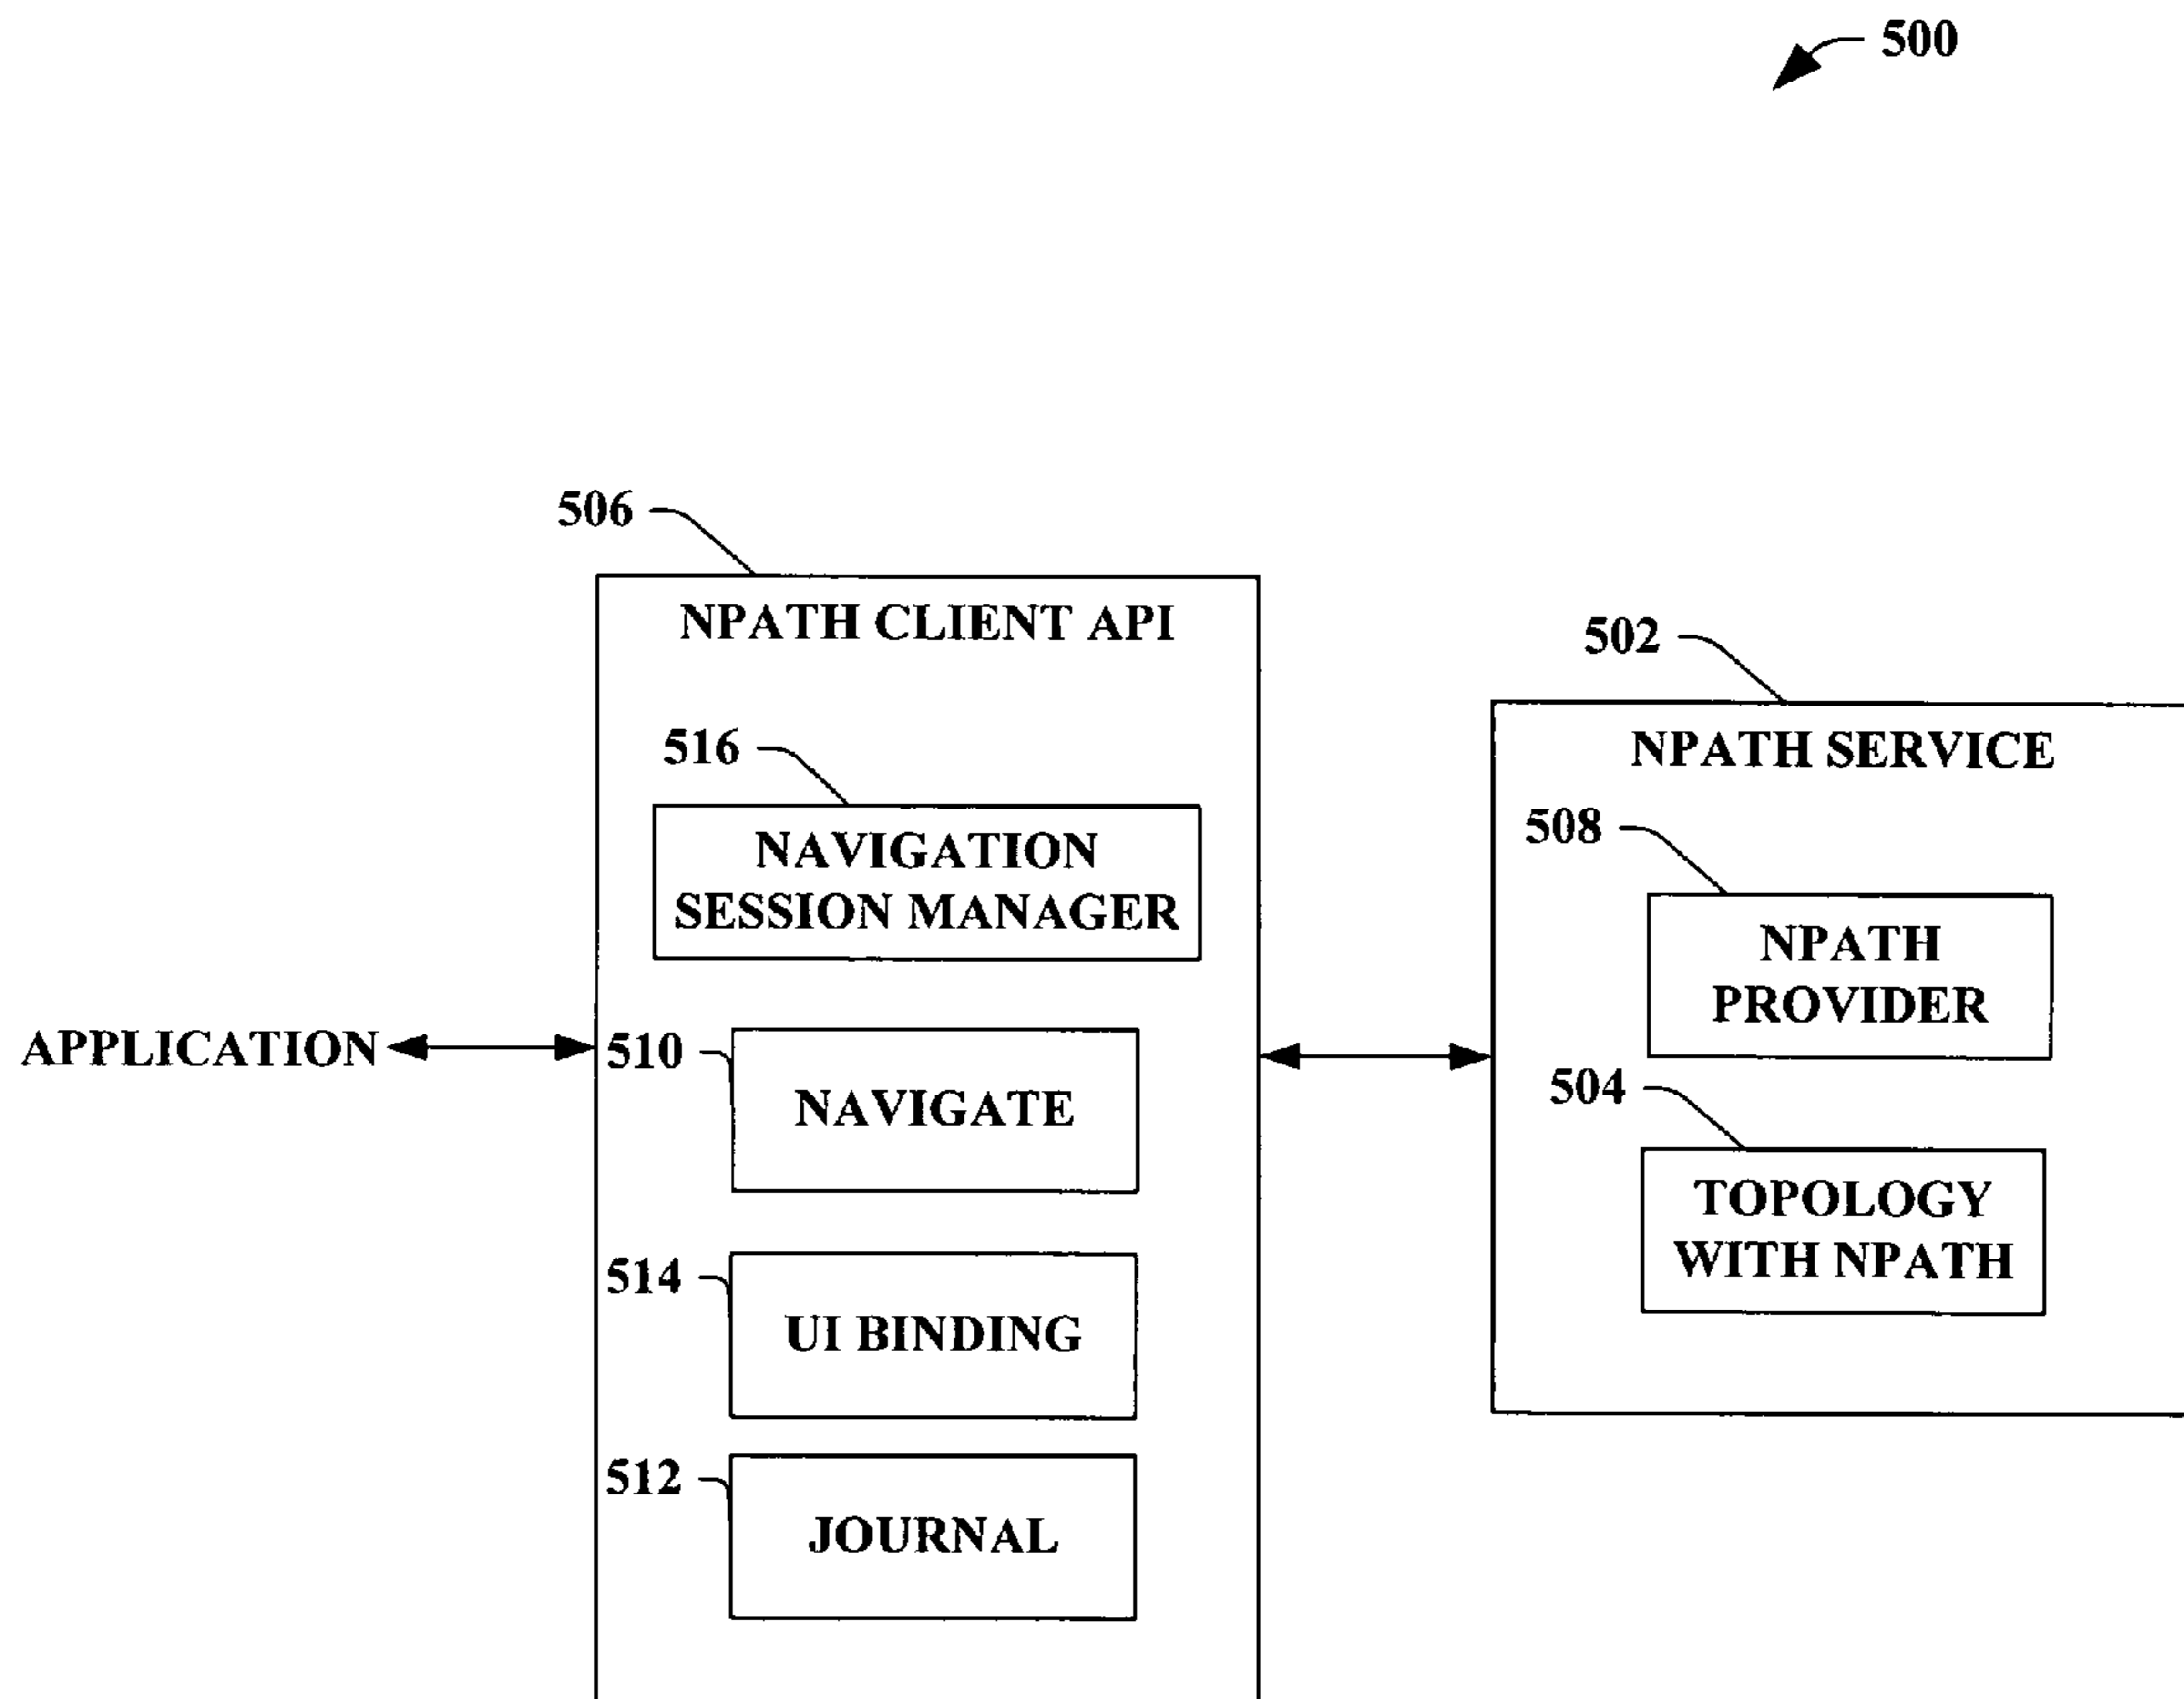 500
506
NPATH CLIENT API
502
NPATH SERVICE
516
NAVIGATION
SESSION MANAGER
508
NPATH
PROVIDER
APPLICATION
510
NAVIGATE
504
TOPOLOGY
WITH NPATH
514
UI BINDING
512
JOURNAL